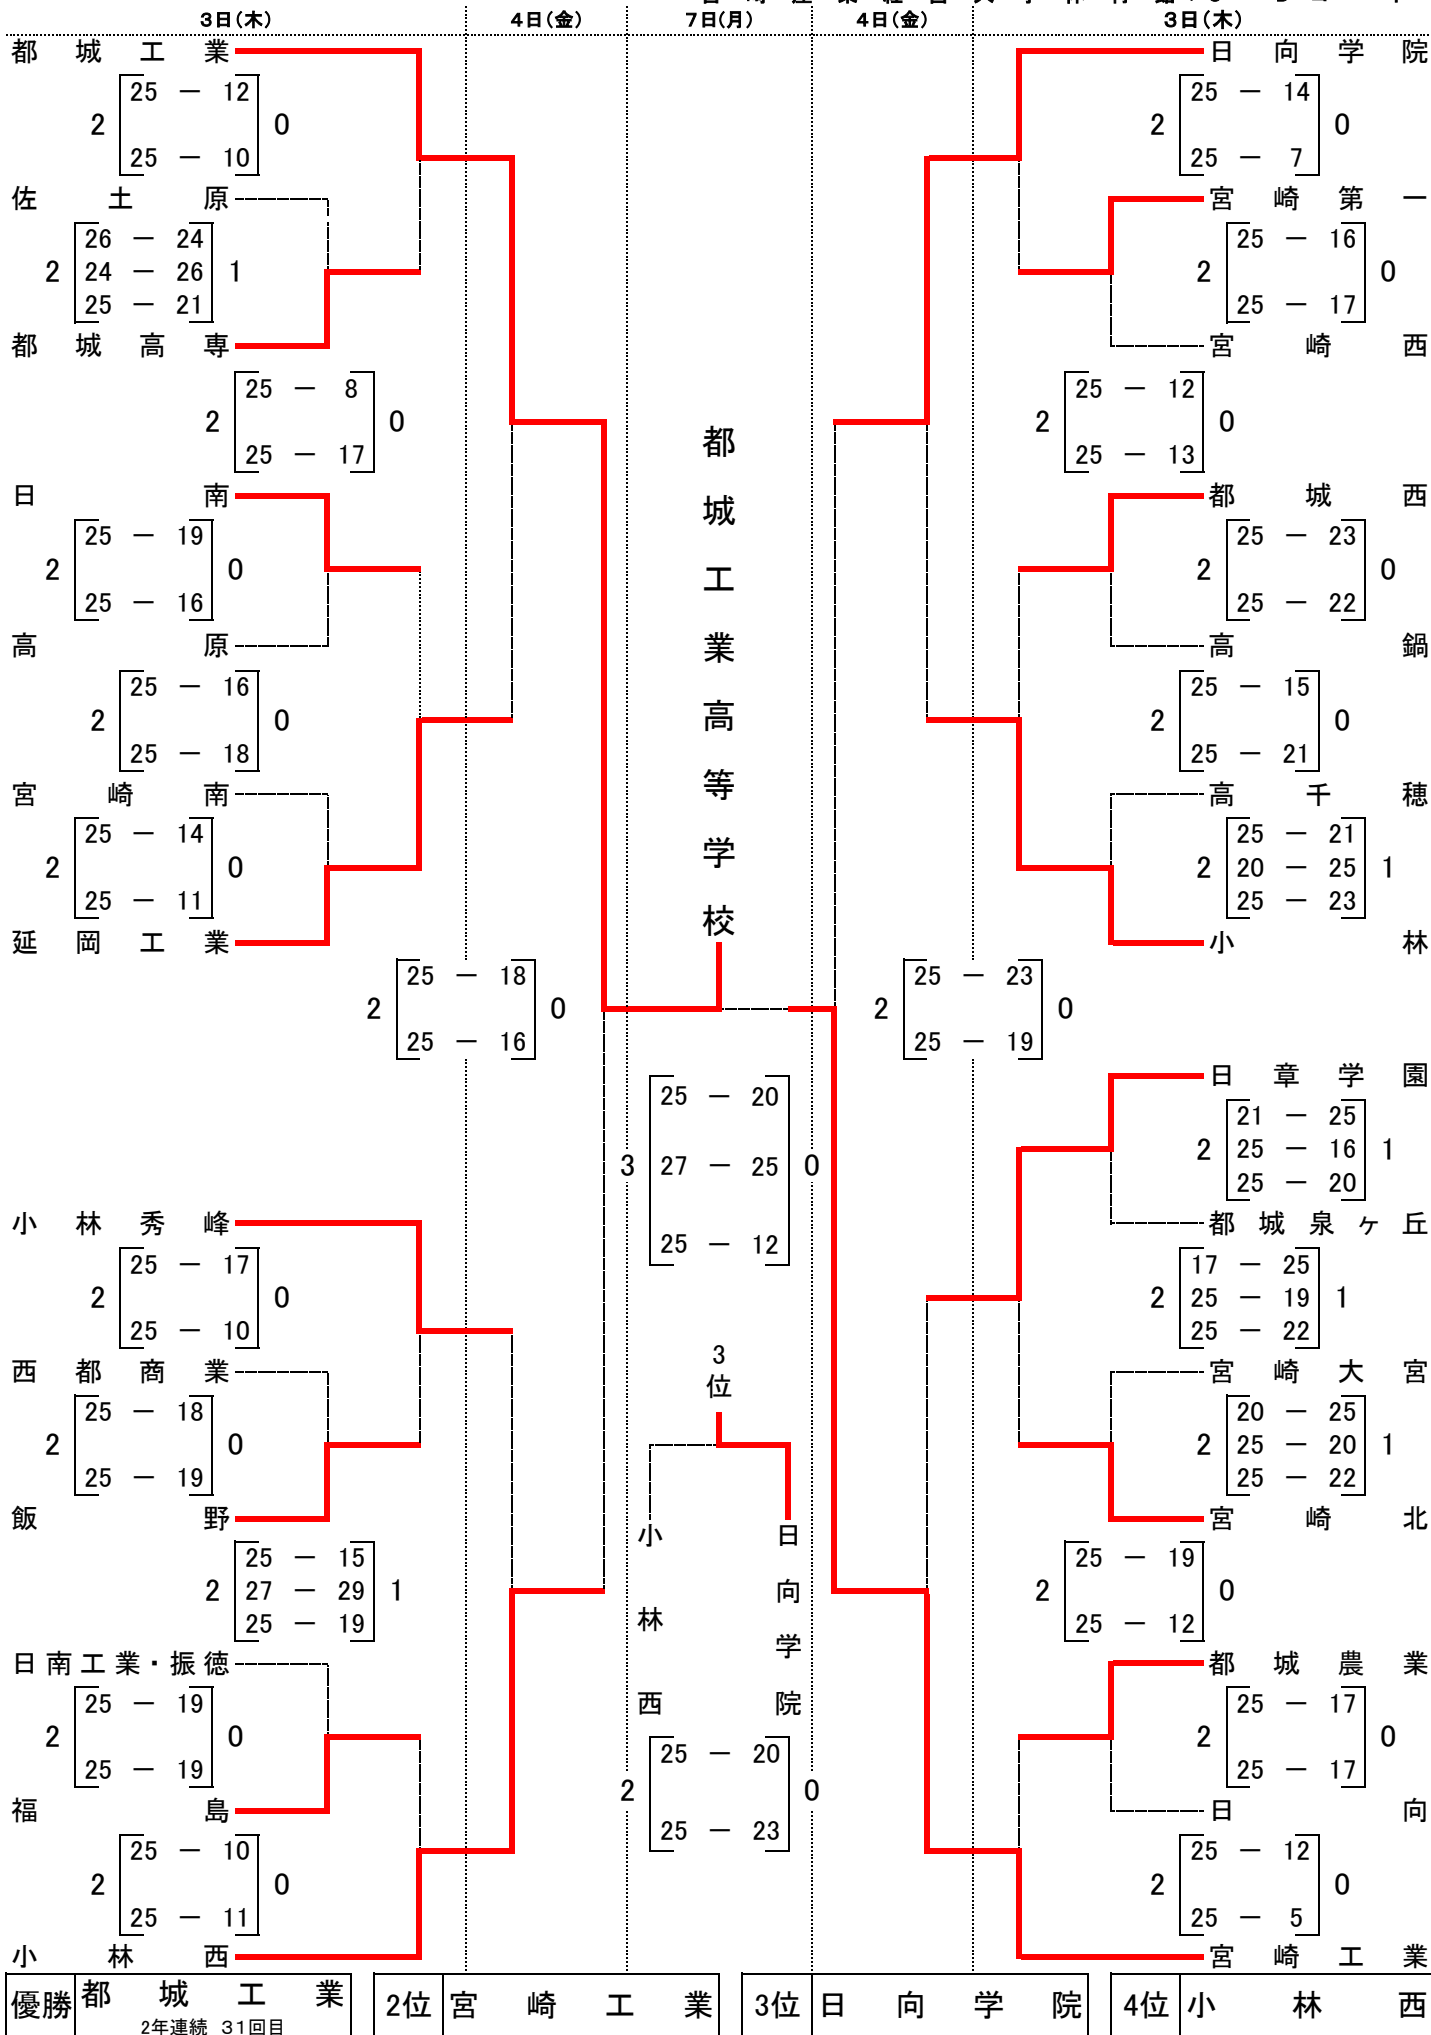 3日(木) 4日(金) 7日(月) 4日(金) 3日(木)
都城工業 日向学院
25 － 12 25 － 14
2 0 2 0
25 － 10 25 － 7
佐土原 宮崎第一
26 － 24 25 － 16
2 24 － 26 1 2 0
25 － 21 25 － 17
都城高専 宮崎西
25 － 8 25 － 12
2 0 2 0
25 － 17 25 － 13
都城工業高等学校
日南 都城西
25 － 19 25 － 23
2 0 2 0
25 － 16 25 － 22
高原 高鍋
25 － 16 25 － 15
2 0 2 0
25 － 18 25 － 21
宮崎南 高千穂
25 － 14 25 － 21
2 0 2 20 － 25 1
25 － 11 25 － 23
延岡工業 小林
25 － 18 25 － 23
2 0 2 0
25 － 16 25 － 19
日章学園
25 － 20 21 － 25
3 27 － 25 0 2 25 － 16 1
25 － 12 25 － 20
小林秀峰 都城泉ヶ丘
25 － 17 17 － 25
2 0 2 25 － 19 1
25 － 10 25 － 22
3位
西都商業 宮崎大宮
25 － 18 20 － 25
2 0 2 25 － 20 1
25 － 19 25 － 22
飯野 宮崎北
小林西 日向学院
25 － 15 25 － 19
2 27 － 29 1 2 0
25 － 19 25 － 12
日南工業・振徳 都城農業
25 － 19 25 － 17
2 0 2 0
25 － 19 25 － 17
25 － 20
2 0
25 － 23
福島 日向
25 － 10 25 － 12
2 0 2 0
25 － 11 25 － 5
小林西 宮崎工業
優勝 都城工業 2位 宮崎工業 3位 日向学院 4位 小林西
2年連続 31回目